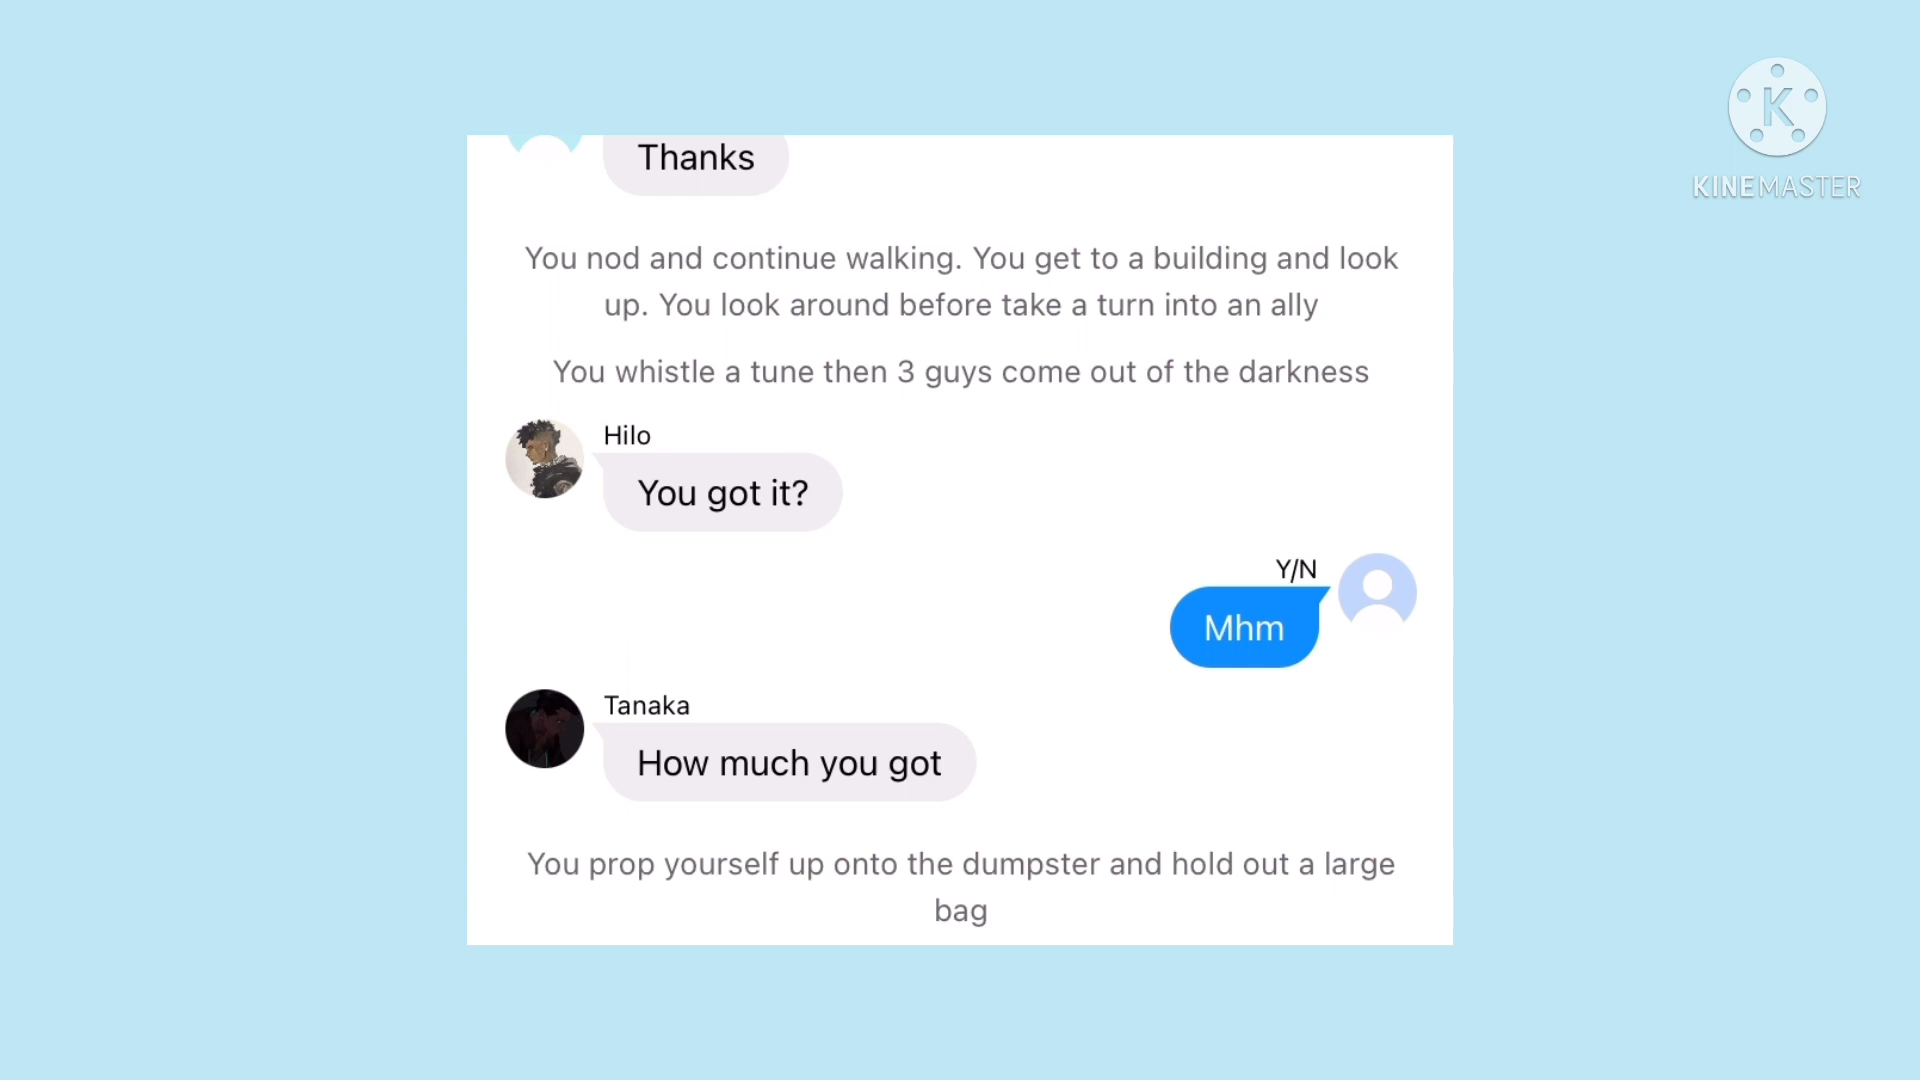 KINEMASTER
Thanks
You nod and continue walking. You get to a building and look
up. You look around before take a turn into an ally
You whistle a tune then 3 guys come out of the darkness
Hilo
You got it?
Y/N
Mhm
Tanaka
How much you got
You prop yourself up onto the dumpster and hold out a large
bag